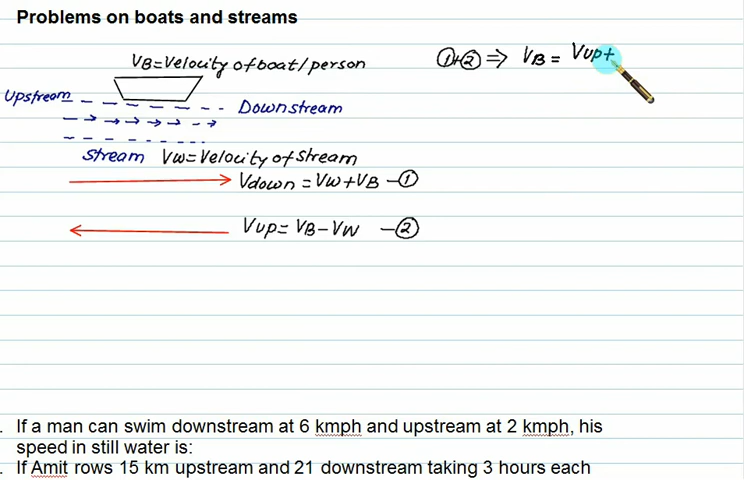 Problems on boats and streams
VB=Velocity of boat/person
①+② ⇒ VB = Vup+
Upstream
Downstream
Stream VW=Velocity of stream
Vdown = VW+VB -①
Vup= VB-VW -②
. If a man can swim downstream at 6 kmph and upstream at 2 kmph, his
speed in still water is:
. If Amit rows 15 km upstream and 21 downstream taking 3 hours each